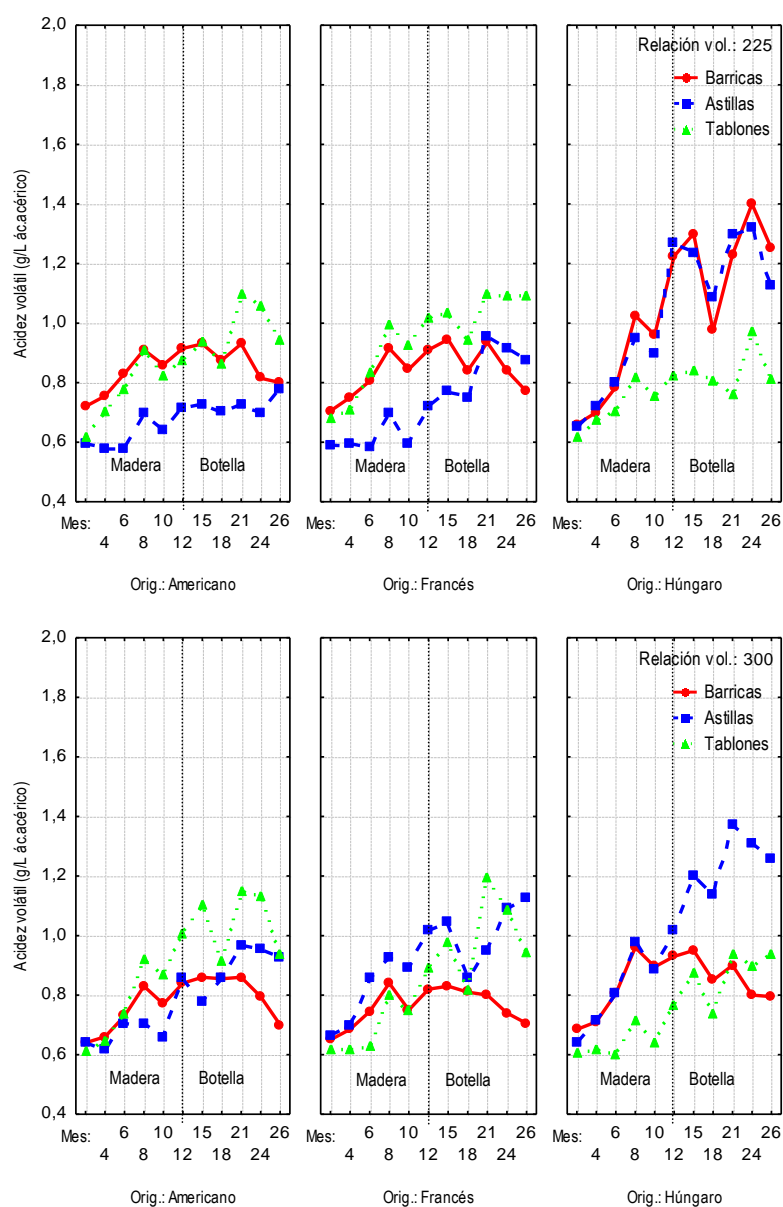 2,0
1,8
1,6
1,4
1,2
1,0
0,8
0,6
0,4
Acidez volátil (g/L ác.acérico)
Relación vol.: 225
Barricas
Astillas
Tablones
Madera Botella
Madera Botella
Madera Botella
Mes: 6 10 15 21 26
4 8 12 18 24
Mes: 6 10 15 21 26
4 8 12 18 24
Mes: 6 10 15 21 26
4 8 12 18 24
Orig.: Americano
Orig.: Francés
Orig.: Húngaro
2,0
1,8
1,6
1,4
1,2
1,0
0,8
0,6
0,4
Acidez volátil (g/L ác.acérico)
Relación vol.: 300
Barricas
Astillas
Tablones
Madera Botella
Madera Botella
Madera Botella
Mes: 6 10 15 21 26
4 8 12 18 24
Mes: 6 10 15 21 26
4 8 12 18 24
Mes: 6 10 15 21 26
4 8 12 18 24
Orig.: Americano
Orig.: Francés
Orig.: Húngaro